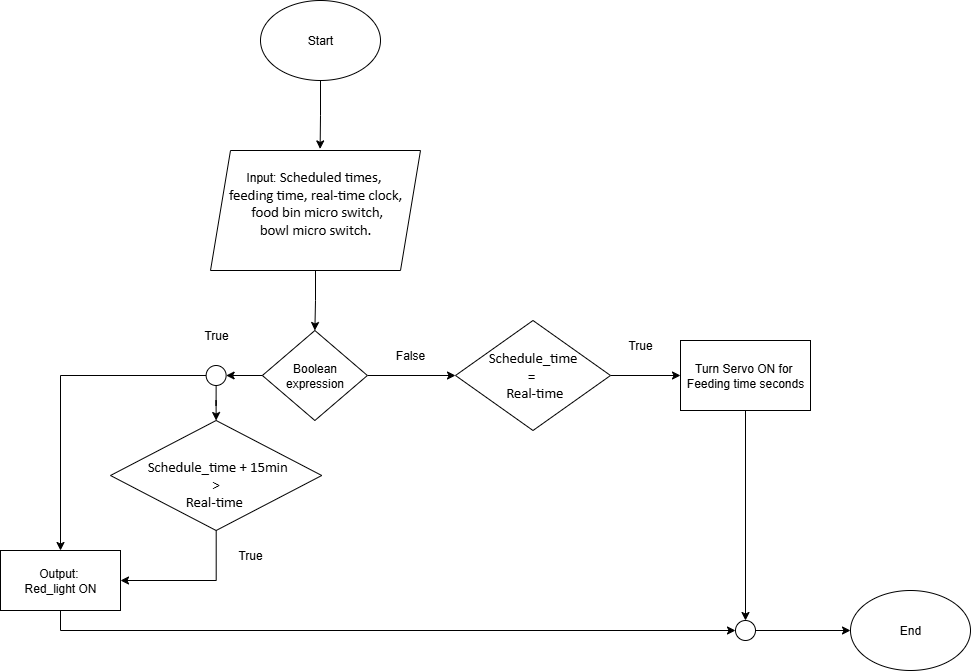 Start
Input: Scheduled times,
feeding time, real-time clock,
food bin micro switch,
bowl micro switch.
True
Boolean
expression
False
Schedule_time
=
Real-time
True
Turn Servo ON for
Feeding time seconds
Schedule_time + 15min
>
Real-time
True
Output:
Red_light ON
End